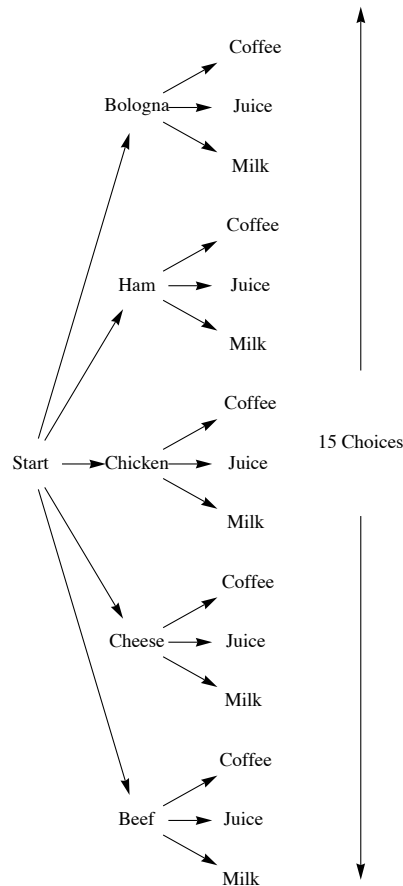 Coffee
Bologna
Juice
Milk
Coffee
Ham
Juice
Milk
Coffee
15 Choices
Start
Chicken
Juice
Milk
Coffee
Cheese
Juice
Milk
Coffee
Beef
Juice
Milk